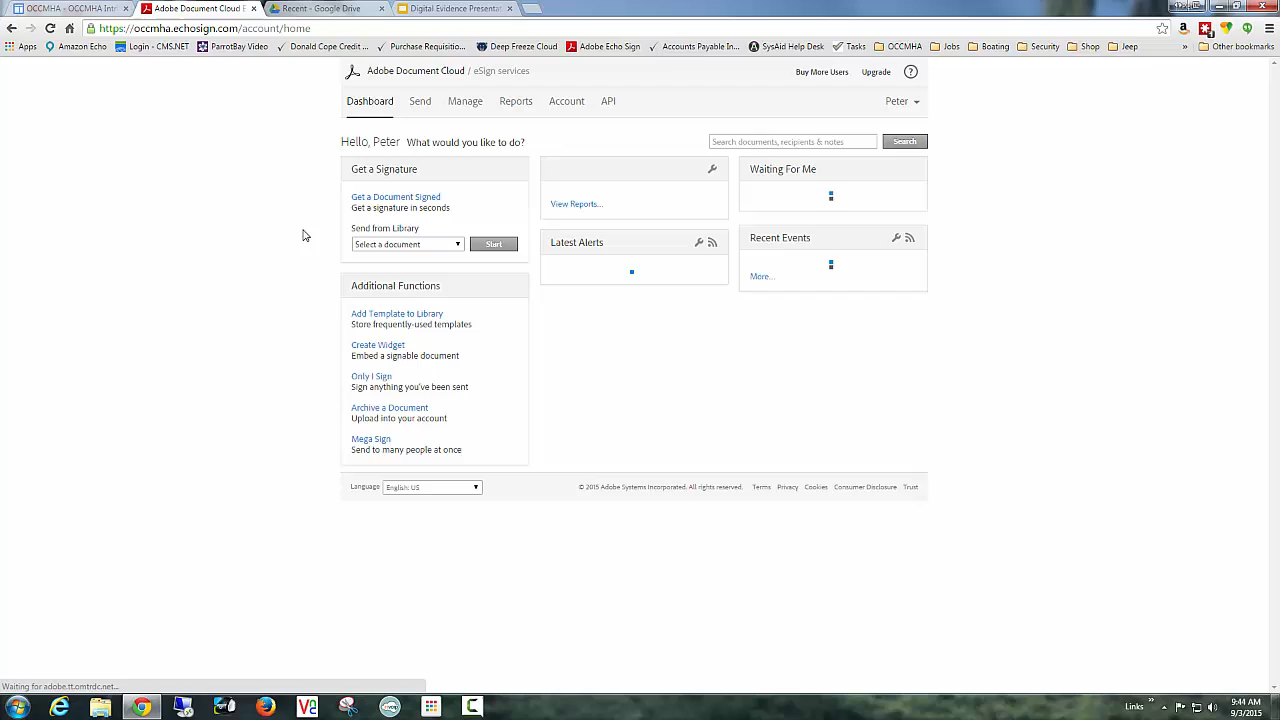 OCCMHA - OCCMHA Intr
Adobe Document Cloud E
Recent - Google Drive
Digital Evidence Presentat
https://occmha.echosign.com/account/home
Apps
Amazon Echo
Login - CMS.NET
ParrotBay Video
Donald Cope Credit ...
Purchase Requisitio...
Deep Freeze Cloud
Adobe Echo Sign
Accounts Payable In...
SysAid Help Desk
Tasks
OCCMHA
Jobs
Boating
Security
Shop
Jeep
»
Other bookmarks
Adobe Document Cloud / eSign services
Buy More Users
Upgrade
?
Dashboard
Send
Manage
Reports
Account
API
Peter
Hello, Peter What would you like to do?
Search documents, recipients & notes
Search
Get a Signature
Get a Document Signed
Get a signature in seconds
Send from Library
Select a document
Start
View Reports...
Latest Alerts
Waiting For Me
Recent Events
More...
Additional Functions
Add Template to Library
Store frequently-used templates
Create Widget
Embed a signable document
Only I Sign
Sign anything you've been sent
Archive a Document
Upload into your account
Mega Sign
Send to many people at once
Language
English: US
© 2015 Adobe Systems Incorporated. All rights reserved.
Terms
Privacy
Cookies
Consumer Disclosure
Trust
Waiting for adobe.tt.omtrdc.net...
Links
»
9:44 AM
9/3/2015